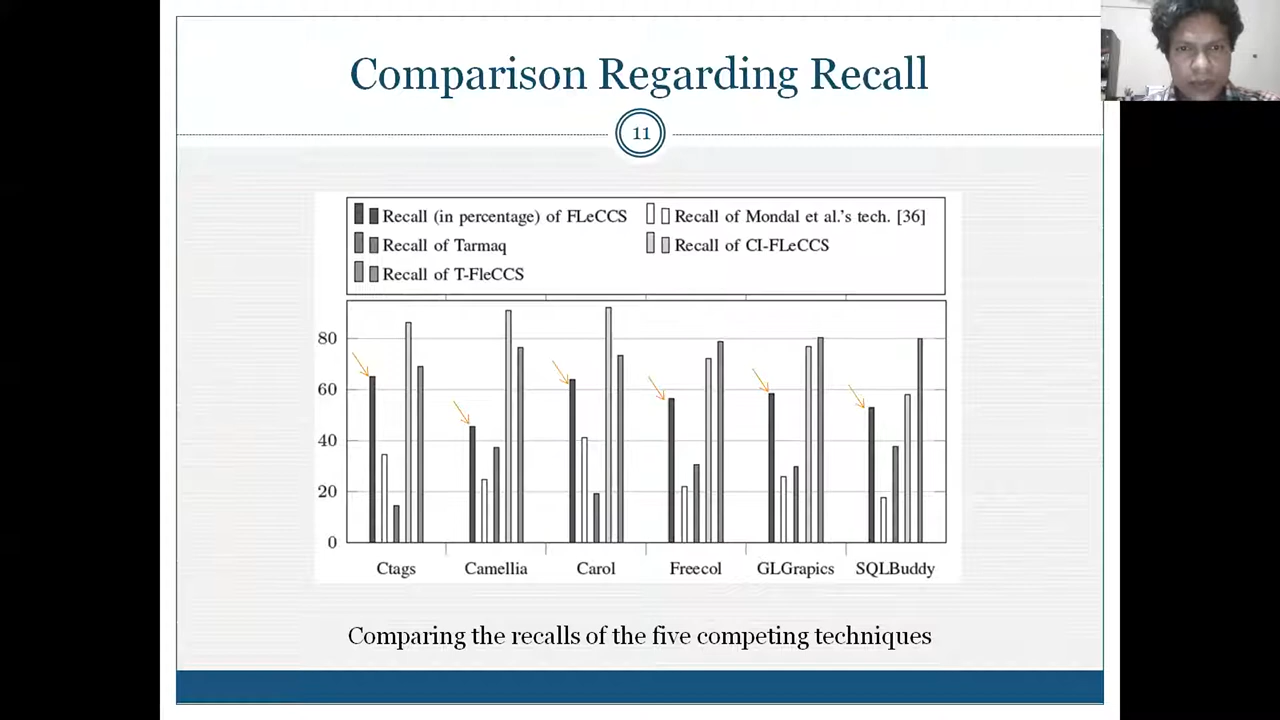 Comparison Regarding Recall
11
Recall (in percentage) of FLeCCS
Recall of Mondal et al.'s tech. [36]
Recall of Tarmaq
Recall of CI-FLeCCS
Recall of T-FleCCS
80
60
40
20
0
Ctags Camellia Carol Freecol GLGrapics SQLBuddy
Comparing the recalls of the five competing techniques